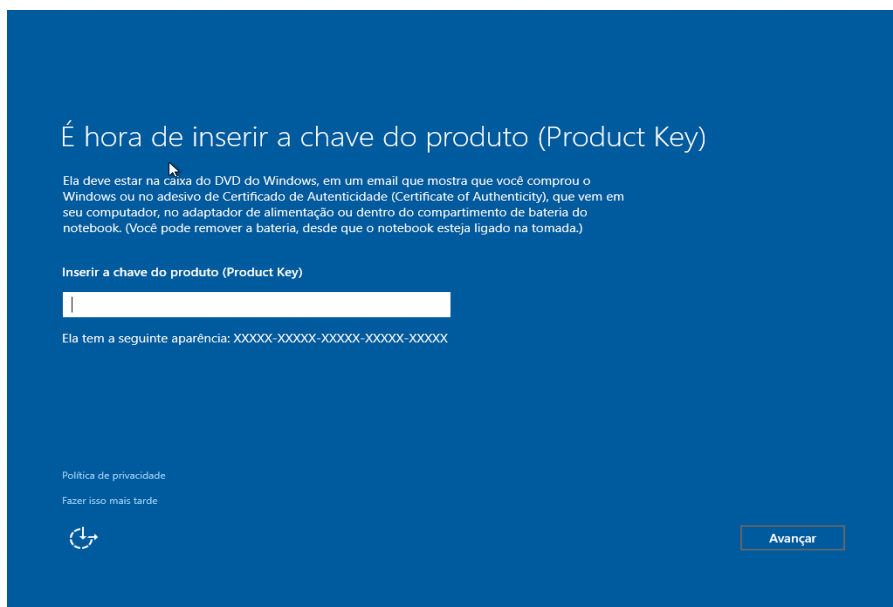 É hora de inserir a chave do produto (Product Key)
Ela deve estar na caixa do DVD do Windows, em um email que mostra que você comprou o
Windows ou no adesivo de Certificado de Autenticidade (Certificate of Authenticity), que vem em
seu computador, no adaptador de alimentação ou dentro do compartimento de bateria do
notebook. (Você pode remover a bateria, desde que o notebook esteja ligado na tomada.)
Inserir a chave do produto (Product Key)
Ela tem a seguinte aparência: XXXXX-XXXXX-XXXXX-XXXXX-XXXXX
Política de privacidade
Fazer isso mais tarde
Avançar